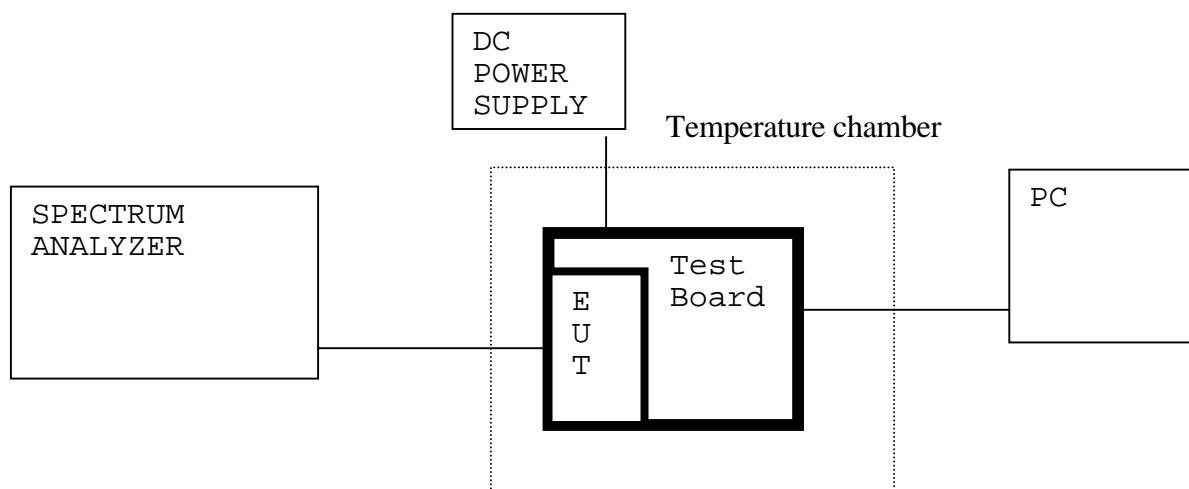 DC
POWER
SUPPLY
Temperature chamber
SPECTRUM
ANALYZER
PC
Test
Board
E
U
T